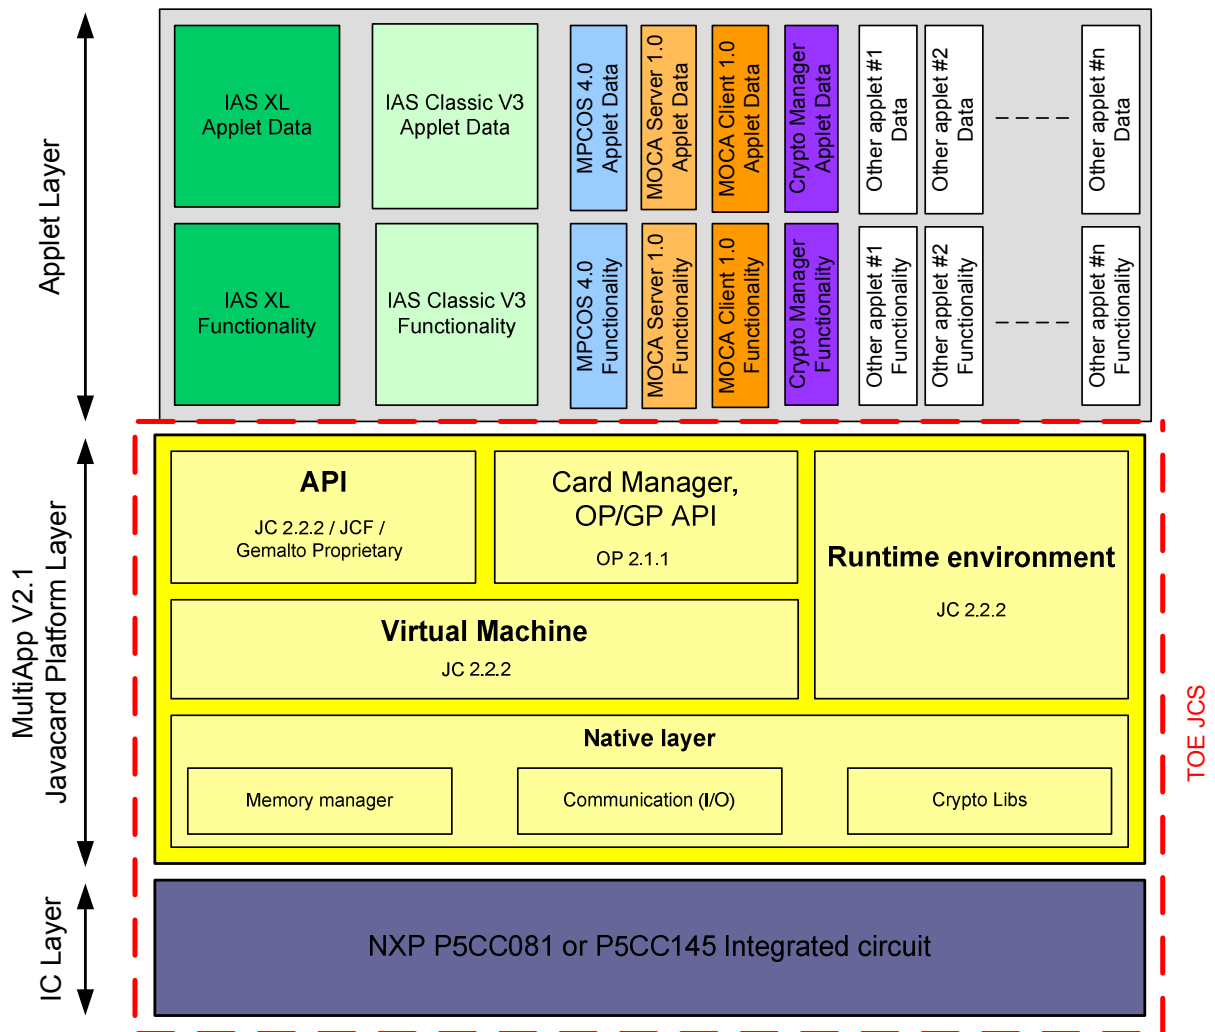 Applet Layer
IAS XL
Applet Data
IAS Classic V3
Applet Data
MPCOS 4.0
Applet Data
MOCA Server 1.0
Applet Data
MOCA Client 1.0
Applet Data
Crypto Manager
Applet Data
Other applet #1
Data
Other applet #2
Data
Other applet #n
Data
IAS XL
Functionality
IAS Classic V3
Functionality
MPCOS 4.0
Functionality
MOCA Server 1.0
Functionality
MOCA Client 1.0
Functionality
Crypto Manager
Functionality
Other applet #1
Functionality
Other applet #2
Functionality
Other applet #n
Functionality
MultiApp V2.1
Javacard Platform Layer
API
JC 2.2.2 / JCF /
Gemalto Proprietary
Card Manager,
OP/GP API
OP 2.1.1
Runtime environment
JC 2.2.2
Virtual Machine
JC 2.2.2
Native layer
Memory manager
Communication (I/O)
Crypto Libs
TOE JCS
IC Layer
NXP P5CC081 or P5CC145 Integrated circuit